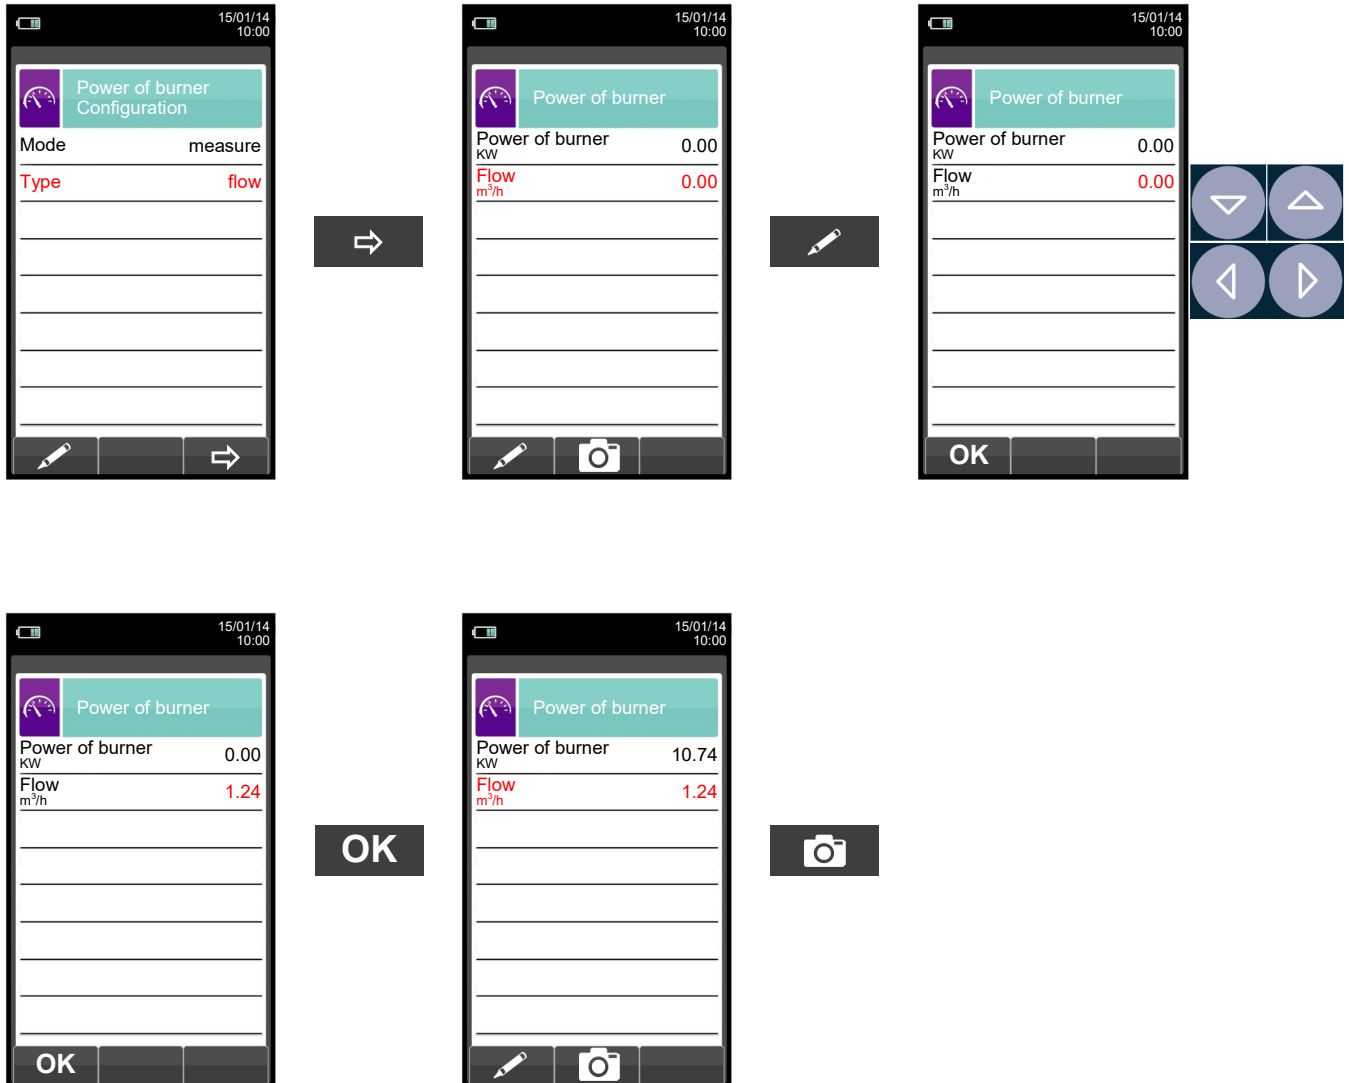 15/01/14
10:00
Power of burner
Configuration
Mode measure
Type flow
15/01/14
10:00
Power of burner
Power of burner 0.00
KW
Flow 0.00
m³/h
15/01/14
10:00
Power of burner
Power of burner 0.00
KW
Flow 0.00
m³/h
OK
15/01/14
10:00
Power of burner
Power of burner 0.00
KW
Flow 1.24
m³/h
OK
OK
15/01/14
10:00
Power of burner
Power of burner 10.74
KW
Flow 1.24
m³/h